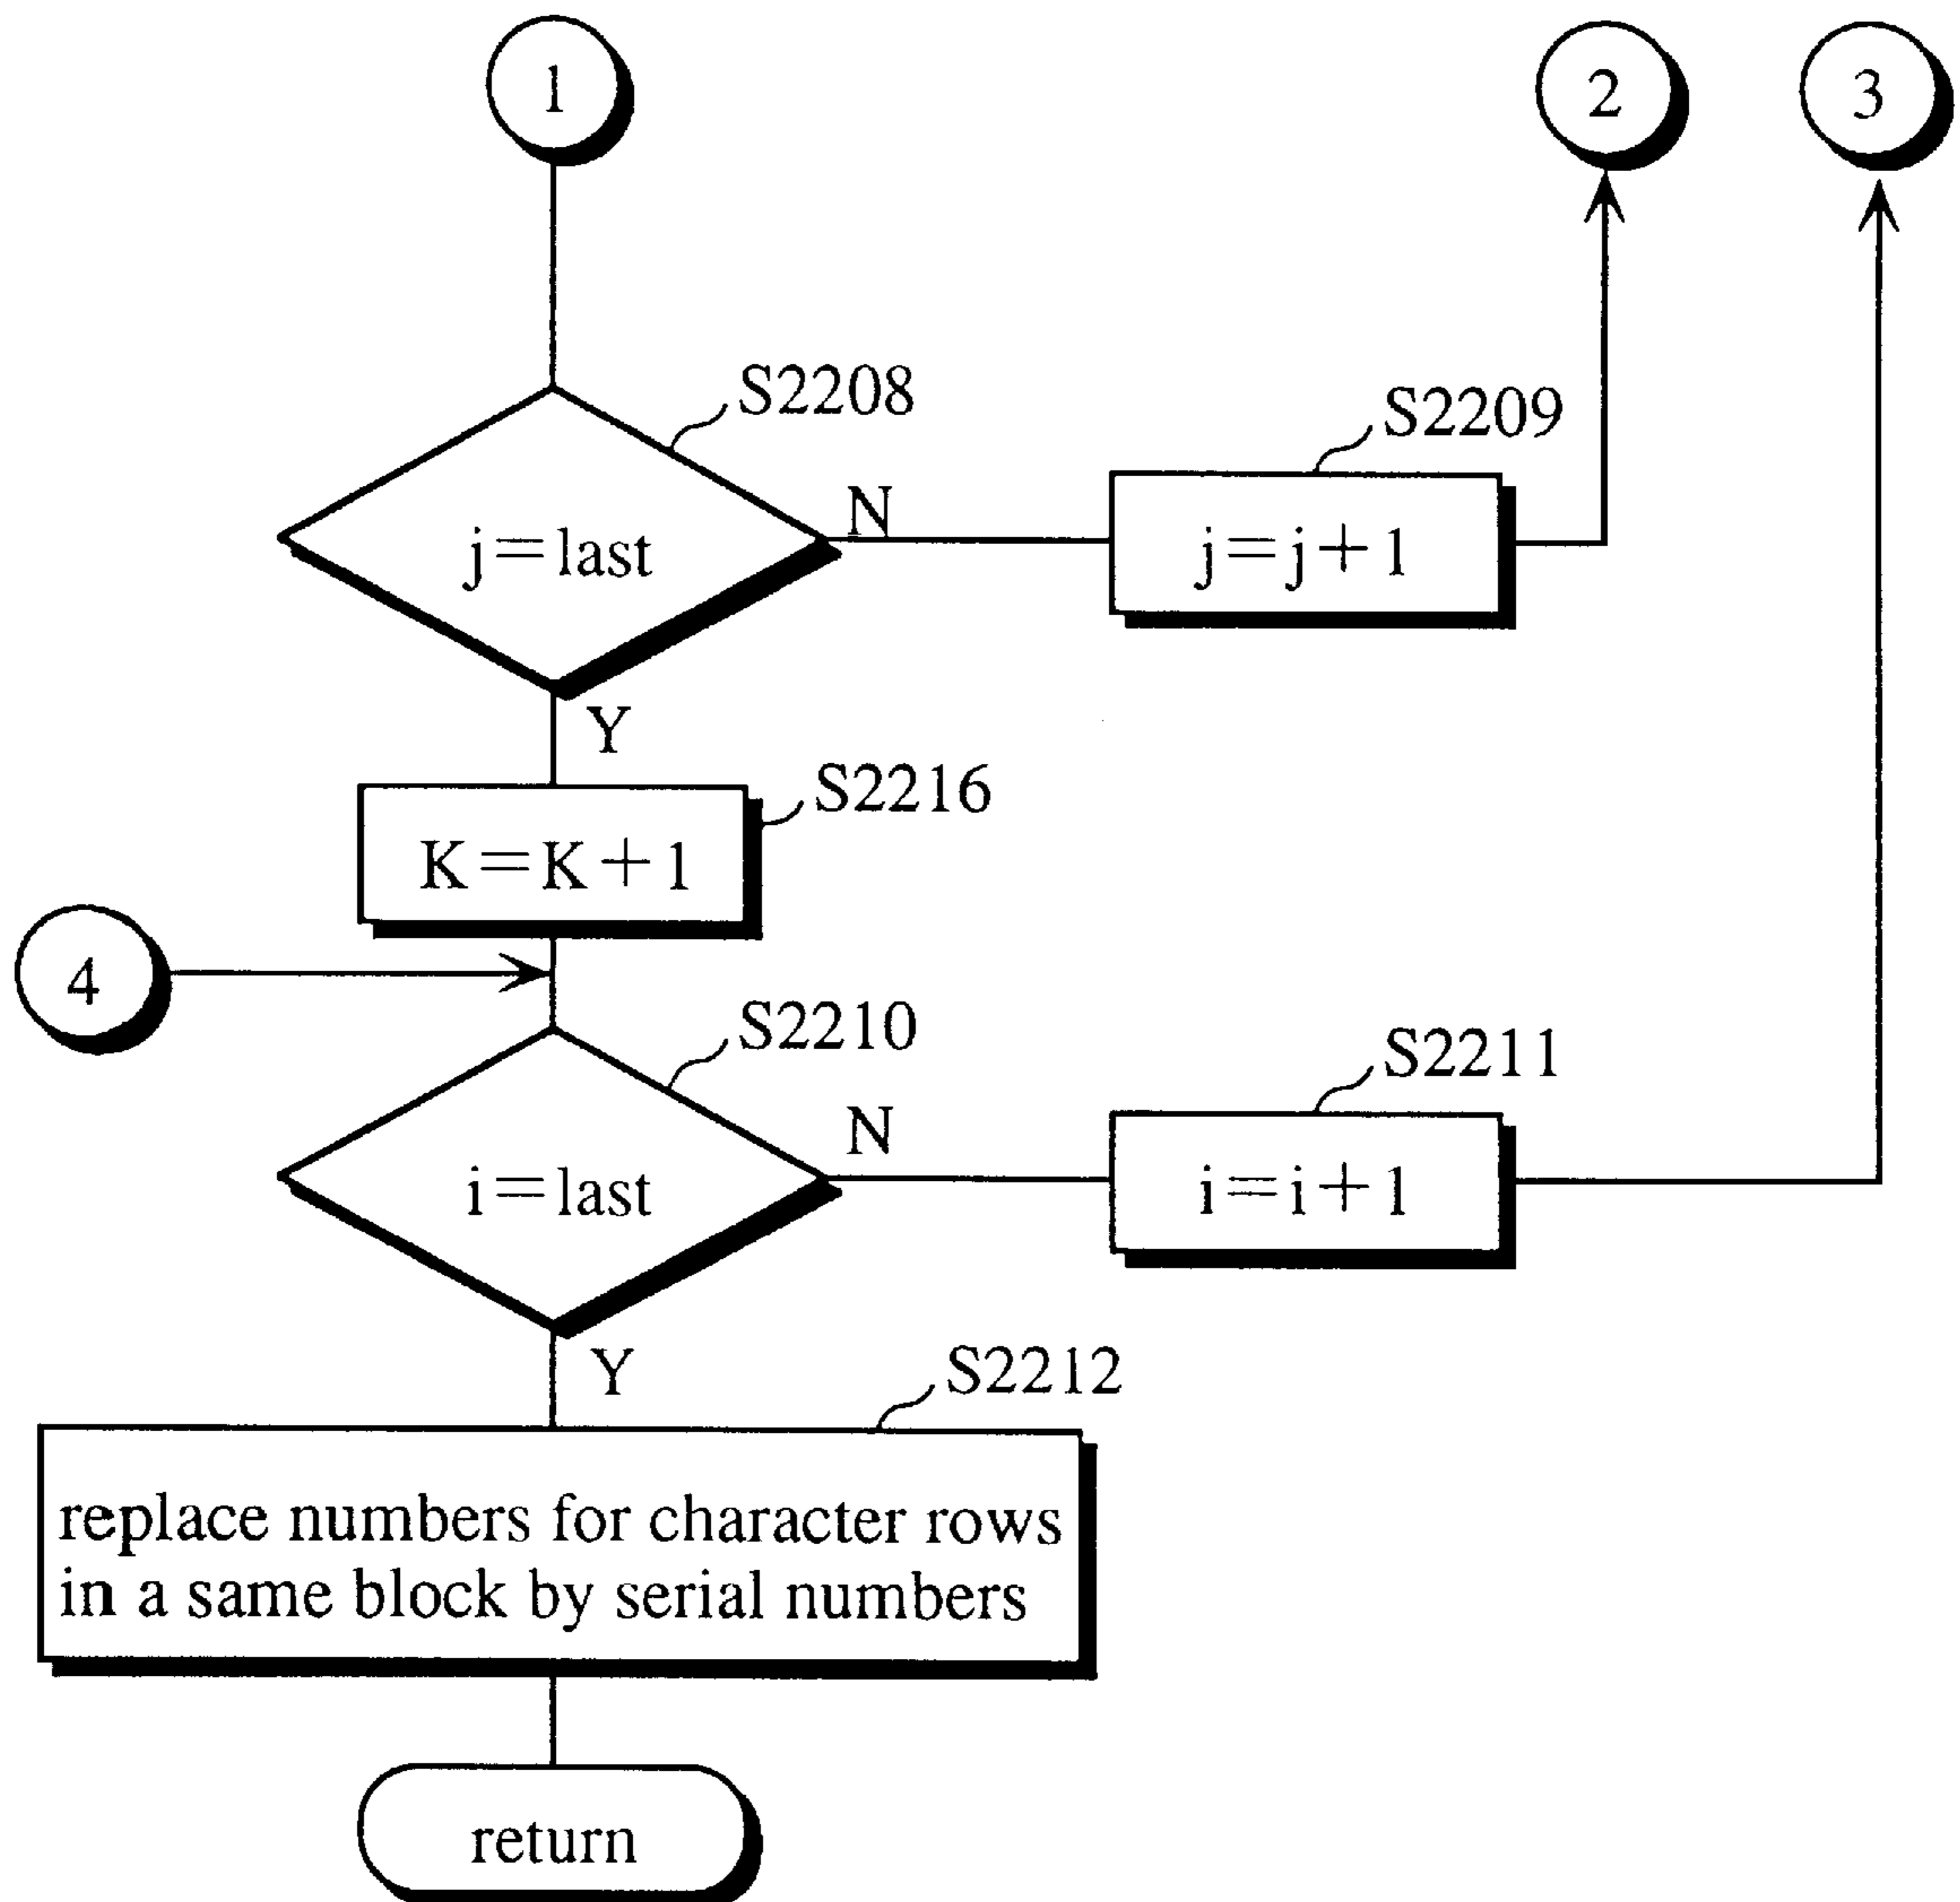 1
2
3
S2208
S2209
j=last
N
j=j+1
Y
S2216
K=K+1
4
S2210
S2211
i=last
N
i=i+1
Y
S2212
replace numbers for character rows
in a same block by serial numbers
return